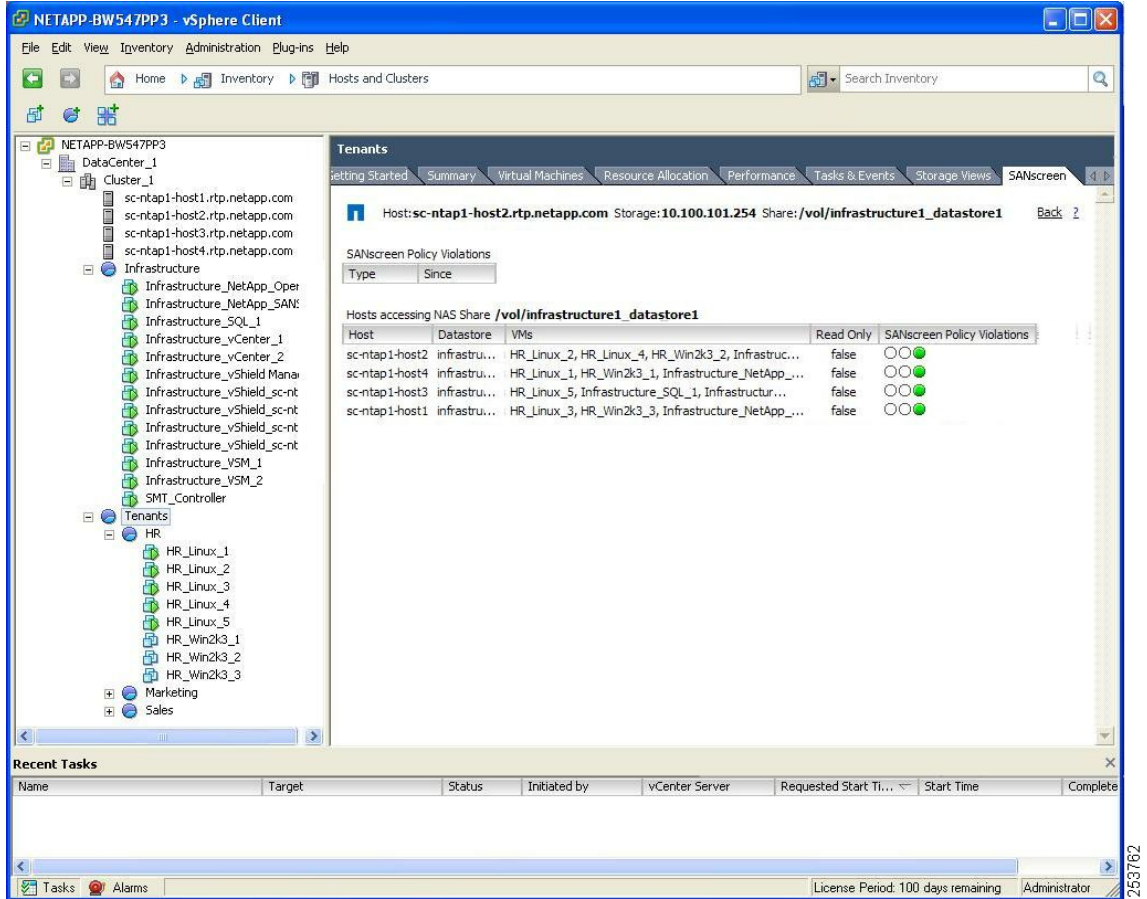 NETAPP-BW547PP3 - vSphere Client
File Edit View Inventory Administration Plug-ins Help
Home Inventory Hosts and Clusters Search Inventory
NETAPP-BW547PP3
DataCenter_1
Cluster_1
sc-ntap1-host1.rtp.netapp.com
sc-ntap1-host2.rtp.netapp.com
sc-ntap1-host3.rtp.netapp.com
sc-ntap1-host4.rtp.netapp.com
Infrastructure
Infrastructure_NetApp_Oper
Infrastructure_NetApp_SANS
Infrastructure_SQL_1
Infrastructure_vCenter_1
Infrastructure_vCenter_2
Infrastructure_vShield Mana
Infrastructure_vShield_sc-nt
Infrastructure_vShield_sc-nt
Infrastructure_vShield_sc-nt
Infrastructure_vShield_sc-nt
Infrastructure_VSM_1
Infrastructure_VSM_2
SMT_Controller
Tenants
HR
HR_Linux_1
HR_Linux_2
HR_Linux_3
HR_Linux_4
HR_Linux_5
HR_Win2k3_1
HR_Win2k3_2
HR_Win2k3_3
Marketing
Sales
Tenants
Getting Started Summary Virtual Machines Resource Allocation Performance Tasks & Events Storage Views SANscreen
Host:sc-ntap1-host2.rtp.netapp.com Storage:10.100.101.254 Share:/vol/infrastructure1_datastore1 Back ?
SANscreen Policy Violations
Type Since
Hosts accessing NAS Share /vol/infrastructure1_datastore1
Host Datastore VMs Read Only SANscreen Policy Violations
sc-ntap1-host2 infrastru... HR_Linux_2, HR_Linux_4, HR_Win2k3_2, Infrastruc... false
sc-ntap1-host4 infrastru... HR_Linux_1, HR_Win2k3_1, Infrastructure_NetApp_... false
sc-ntap1-host3 infrastru... HR_Linux_5, Infrastructure_SQL_1, Infrastructur... false
sc-ntap1-host1 infrastru... HR_Linux_3, HR_Win2k3_3, Infrastructure_NetApp_... false
Recent Tasks
Name Target Status Initiated by vCenter Server Requested Start Ti... Start Time Complete
Tasks Alarms License Period: 100 days remaining Administrator
253762